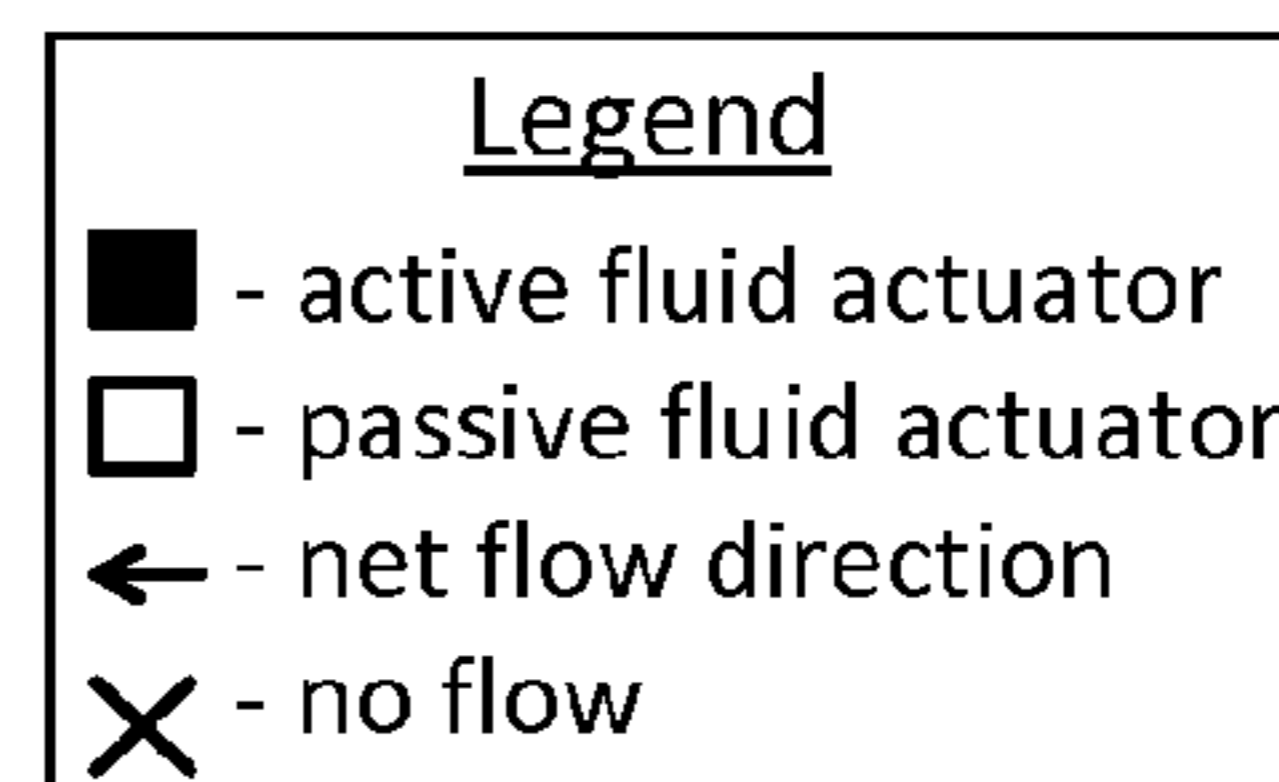 Legend
- active fluid actuator
- passive fluid actuator
- net flow direction
- no flow